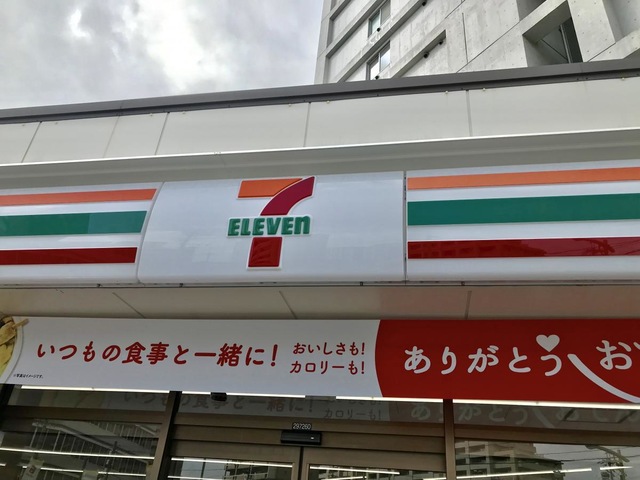 7
ELEVEn
いつもの食事と一緒に!
おいしさも!
カロリーも!
ありがとう
お
297260